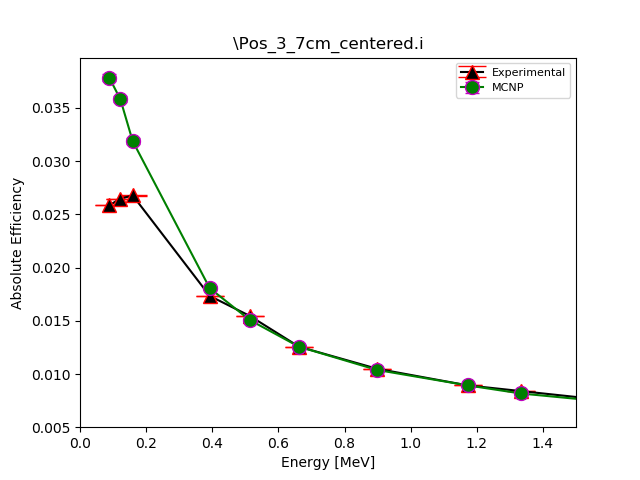 \Pos_3_7cm_centered.i
Experimental
MCNP
Absolute Efficiency
0.035
0.030
0.025
0.020
0.015
0.010
0.005
0.0 0.2 0.4 0.6 0.8 1.0 1.2 1.4
Energy [MeV]